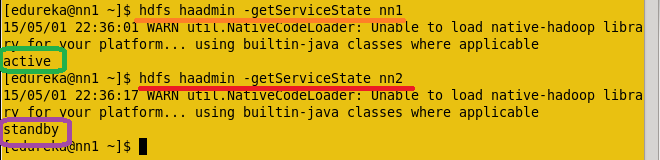 [edureka@nn1 ~]$ hdfs haadmin -getServiceState nn1
15/05/01 22:36:01 WARN util.NativeCodeLoader: Unable to load native-hadoop libra
ry for your platform... using builtin-java classes where applicable
active
[edureka@nn1 ~]$ hdfs haadmin -getServiceState nn2
15/05/01 22:36:17 WARN util.NativeCodeLoader: Unable to load native-hadoop libra
ry for your platform... using builtin-java classes where applicable
standby
[edureka@nn1 ~]$